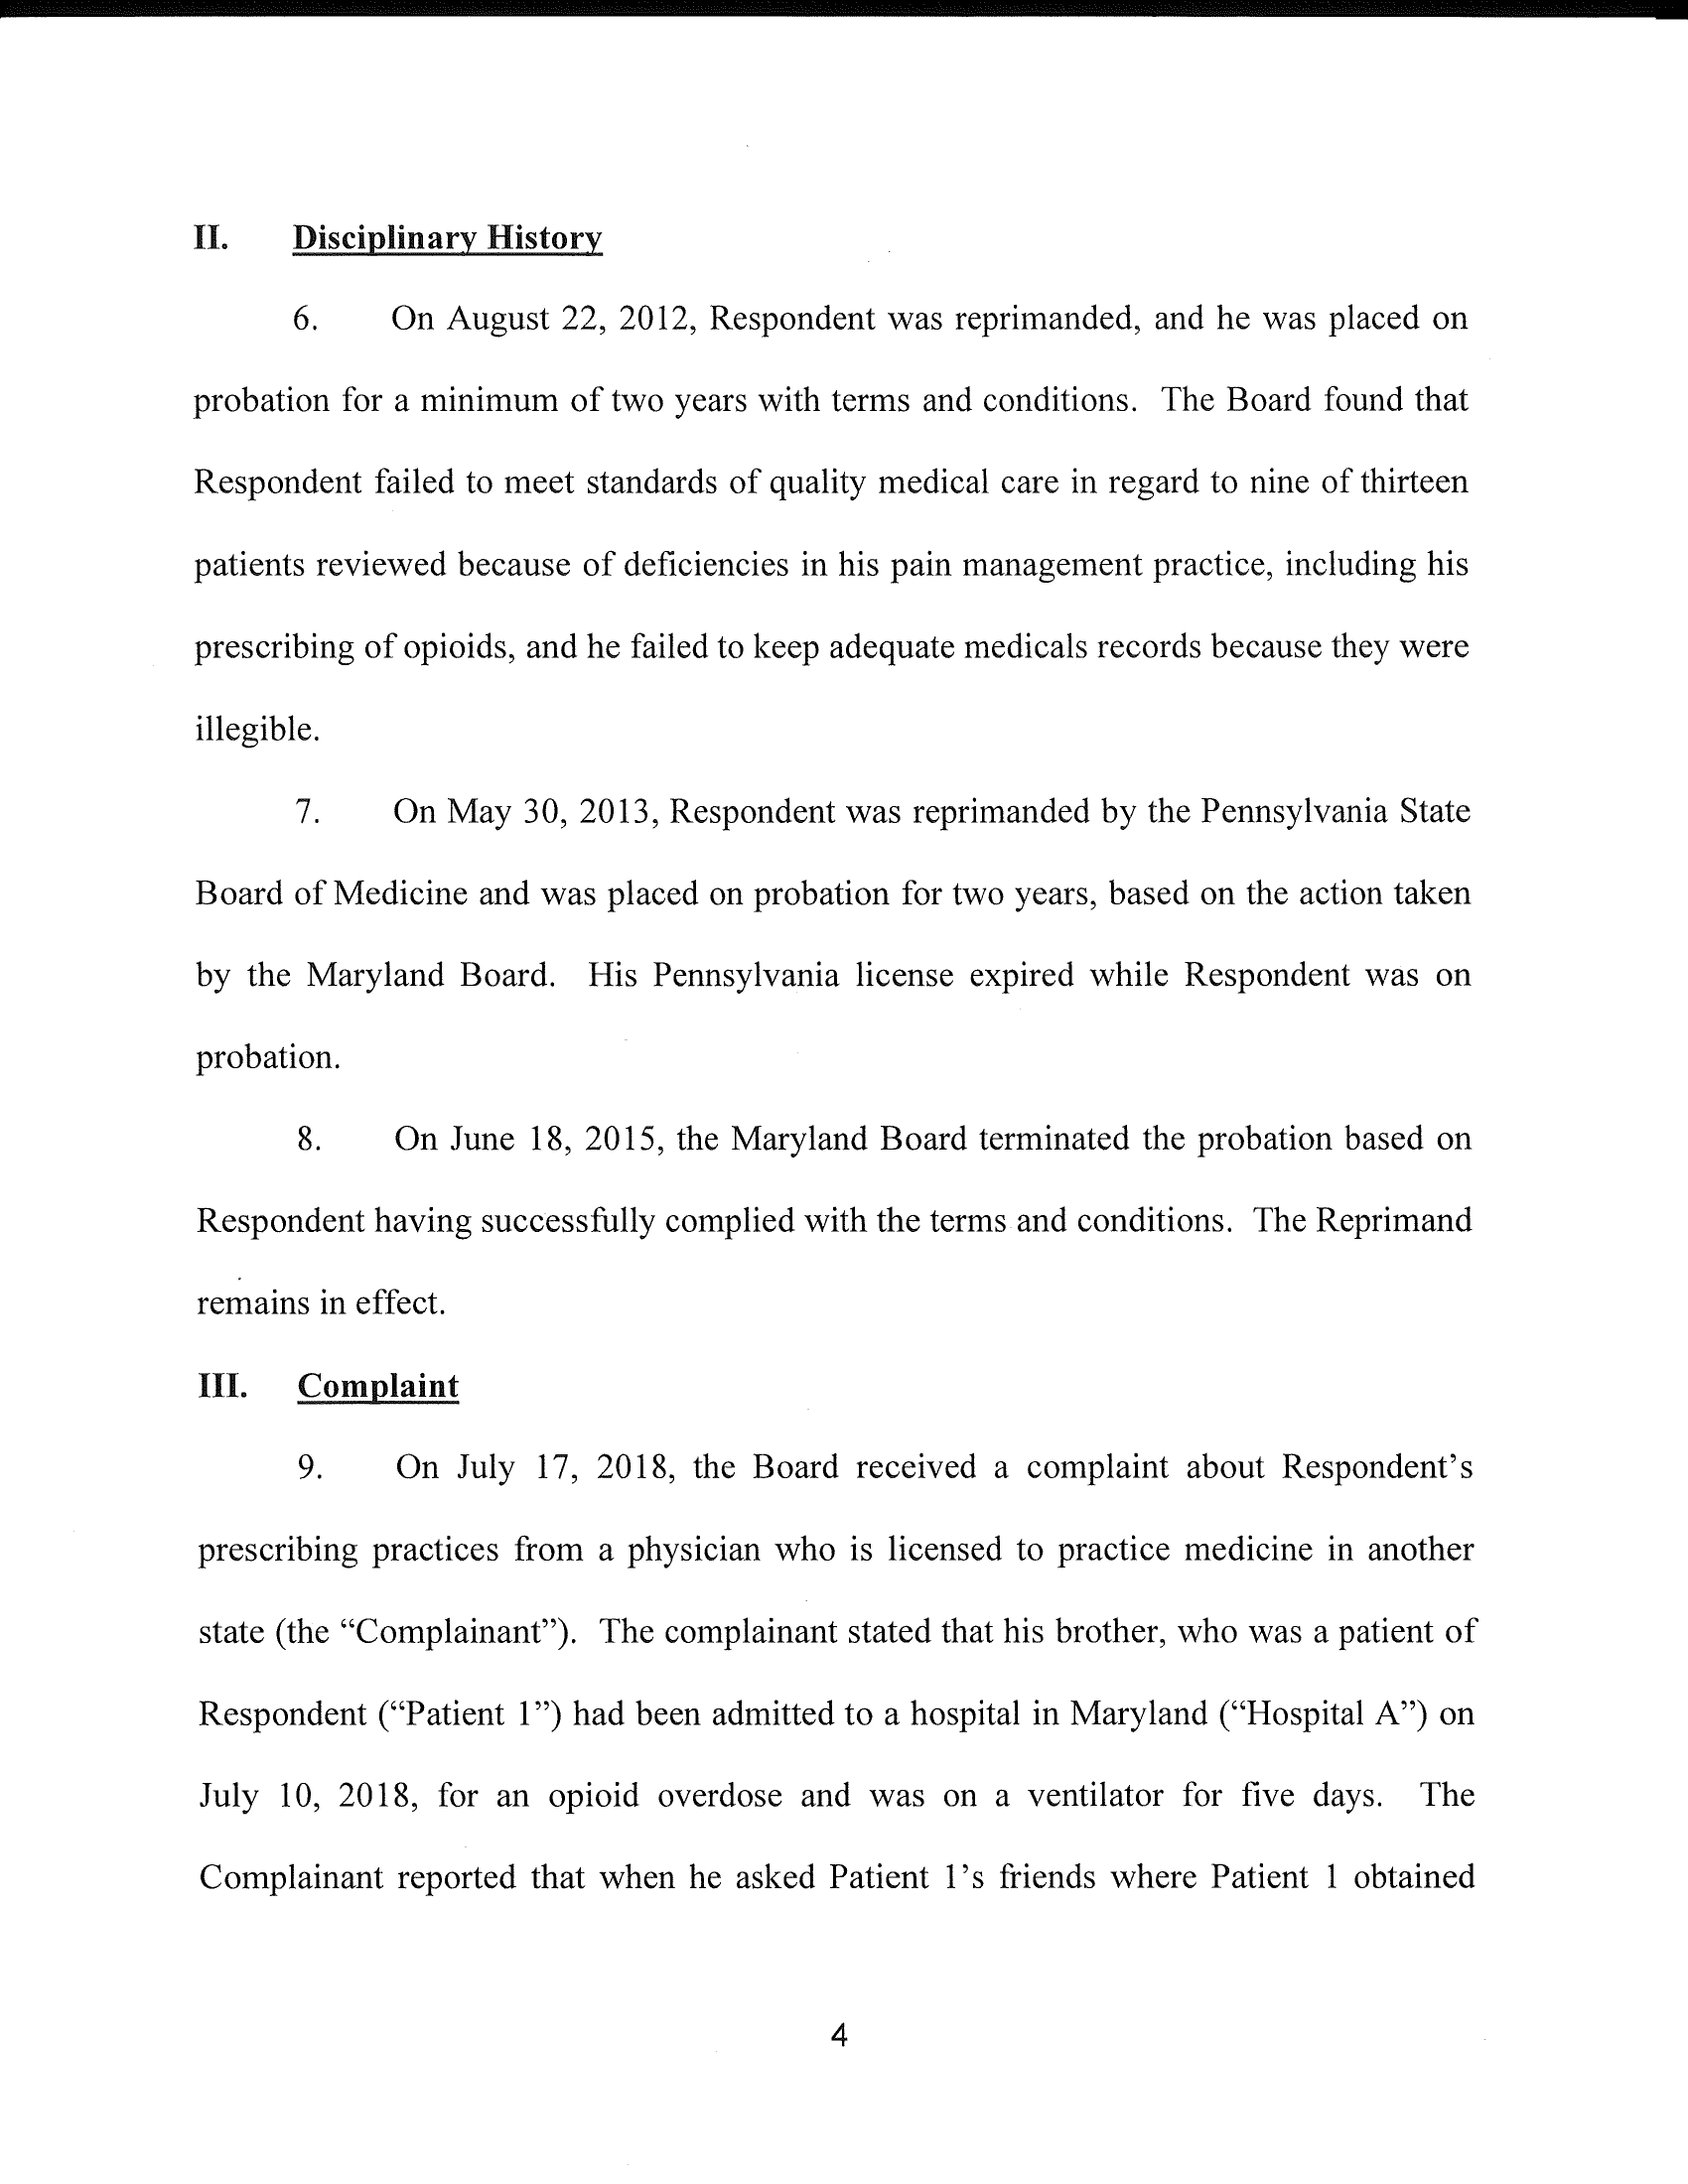 II. Disciplinary History
6. On August 22, 2012, Respondent was reprimanded, and he was placed on
probation for a minimum of two years with terms and conditions. The Board found that
Respondent failed to meet standards of quality medical care in regard to nine of thirteen
patients reviewed because of deficiencies in his pain management practice, including his
prescribing of opioids, and he failed to keep adequate medicals records because they were
illegible.
7. On May 30, 2013, Respondent was reprimanded by the Pennsylvania State
Board of Medicine and was placed on probation for two years, based on the action taken
by the Maryland Board. His Pennsylvania license expired while Respondent was on
probation.
8. On June 18, 2015, the Maryland Board terminated the probation based on
Respondent having successfully complied with the terms and conditions. The Reprimand
remains in effect.
III. Complaint
9. On July 17, 2018, the Board received a complaint about Respondent’s
prescribing practices from a physician who is licensed to practice medicine in another
state (the “Complainant”). The complainant stated that his brother, who was a patient of
Respondent (“Patient 1”) had been admitted to a hospital in Maryland (“Hospital A”) on
July 10, 2018, for an opioid overdose and was on a ventilator for five days. The
Complainant reported that when he asked Patient 1’s friends where Patient 1 obtained
4